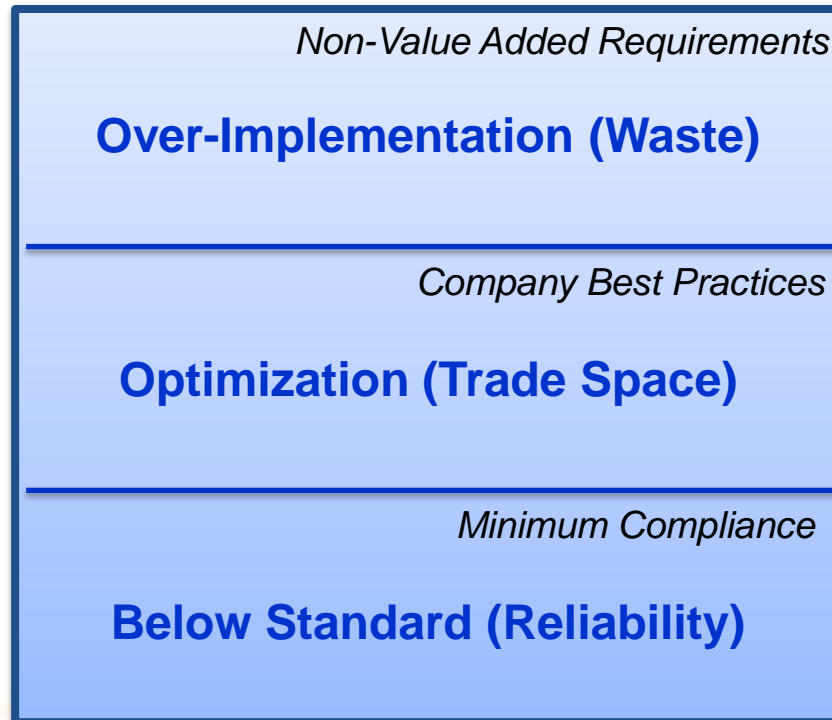 Non-Value Added Requirements
Over-Implementation (Waste)
Company Best Practices
Optimization (Trade Space)
Minimum Compliance
Below Standard (Reliability)